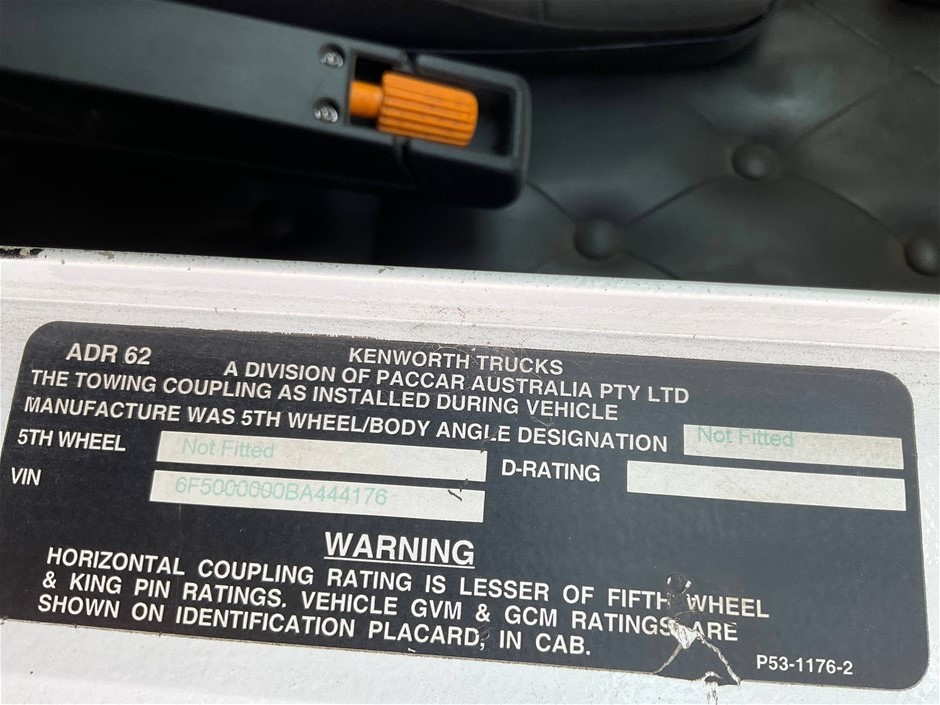 ADR 62 KENWORTH TRUCKS
A DIVISION OF PACCAR AUSTRALIA PTY LTD
THE TOWING COUPLING AS INSTALLED DURING VEHICLE
MANUFACTURE WAS 5TH WHEEL/BODY ANGLE DESIGNATION Not Fitted
5TH WHEEL Not Fitted D-RATING
VIN 6F5000000BA444176
WARNING
HORIZONTAL COUPLING RATING IS LESSER OF FIFTH WHEEL
& KING PIN RATINGS. VEHICLE GVM & GCM RATINGS ARE
SHOWN ON IDENTIFICATION PLACARD, IN CAB.
P53-1176-2